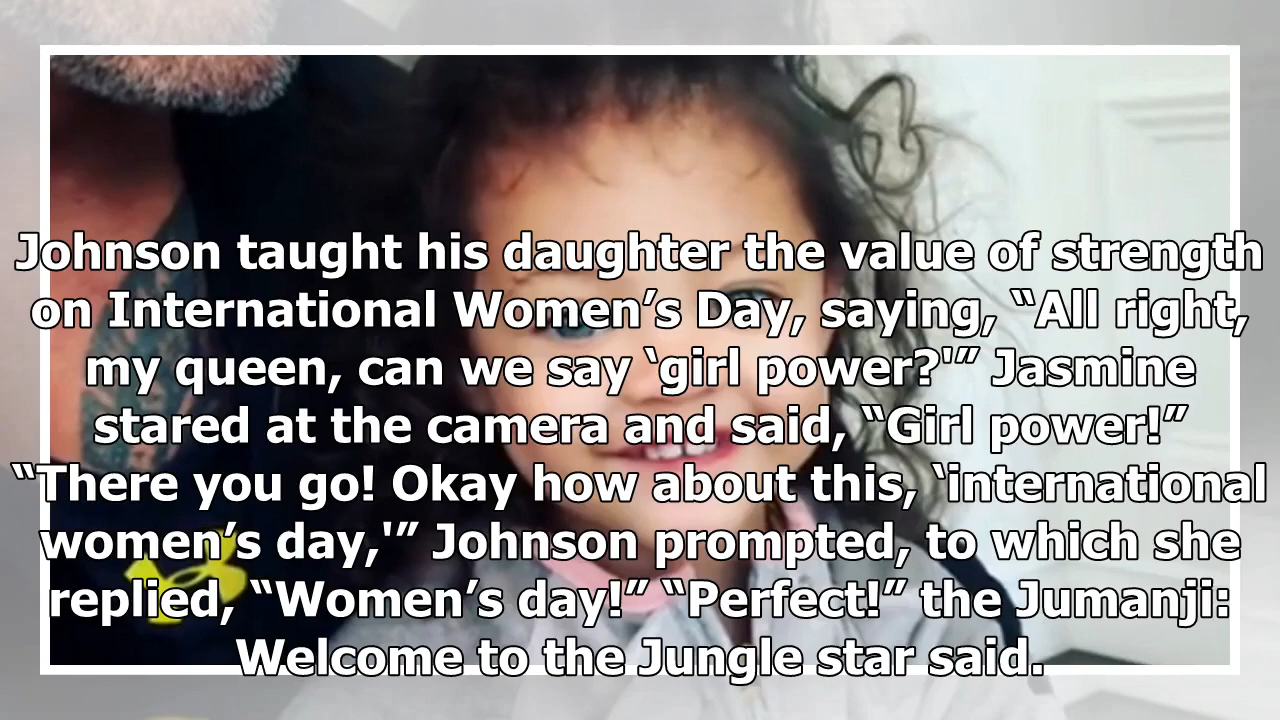 Johnson taught his daughter the value of strength
on International Women’s Day, saying, “All right,
my queen, can we say ‘girl power?'” Jasmine
stared at the camera and said, “Girl power!”
“There you go! Okay how about this, ‘international
women’s day,'” Johnson prompted, to which she
replied, “Women’s day!” “Perfect!” the Jumanji:
Welcome to the Jungle star said.